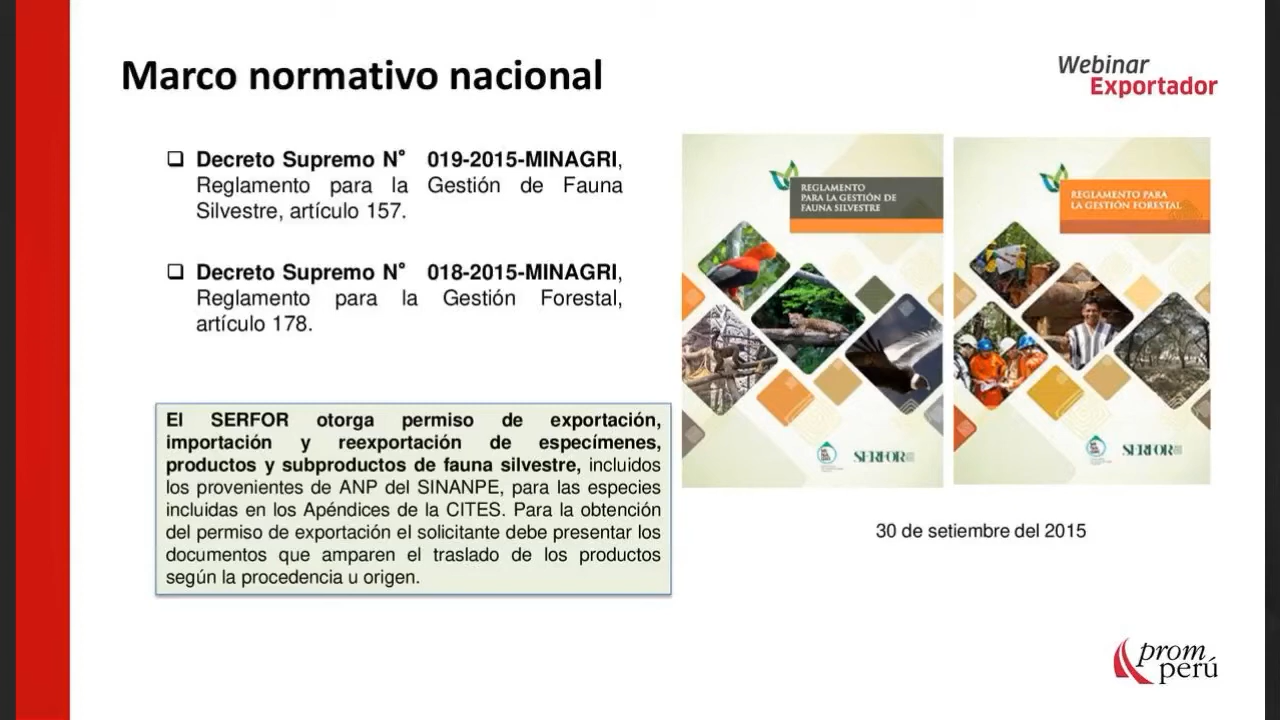 Marco normativo nacional
Webinar
Exportador
Decreto Supremo N° 019-2015-MINAGRI,
Reglamento para la Gestión de Fauna
Silvestre, artículo 157.
Decreto Supremo N° 018-2015-MINAGRI,
Reglamento para la Gestión Forestal,
artículo 178.
El SERFOR otorga permiso de exportación,
importación y reexportación de especímenes,
productos y subproductos de fauna silvestre, incluidos
los provenientes de ANP del SINANPE, para las especies
incluidas en los Apéndices de la CITES. Para la obtención
del permiso de exportación el solicitante debe presentar los
documentos que amparen el traslado de los productos
según la procedencia u origen.
REGLAMENTO
PARA LA GESTIÓN DE
FAUNA SILVESTRE
SERFOR
REGLAMENTO PARA
LA GESTIÓN FORESTAL
SERFOR
30 de setiembre del 2015
prom
perú